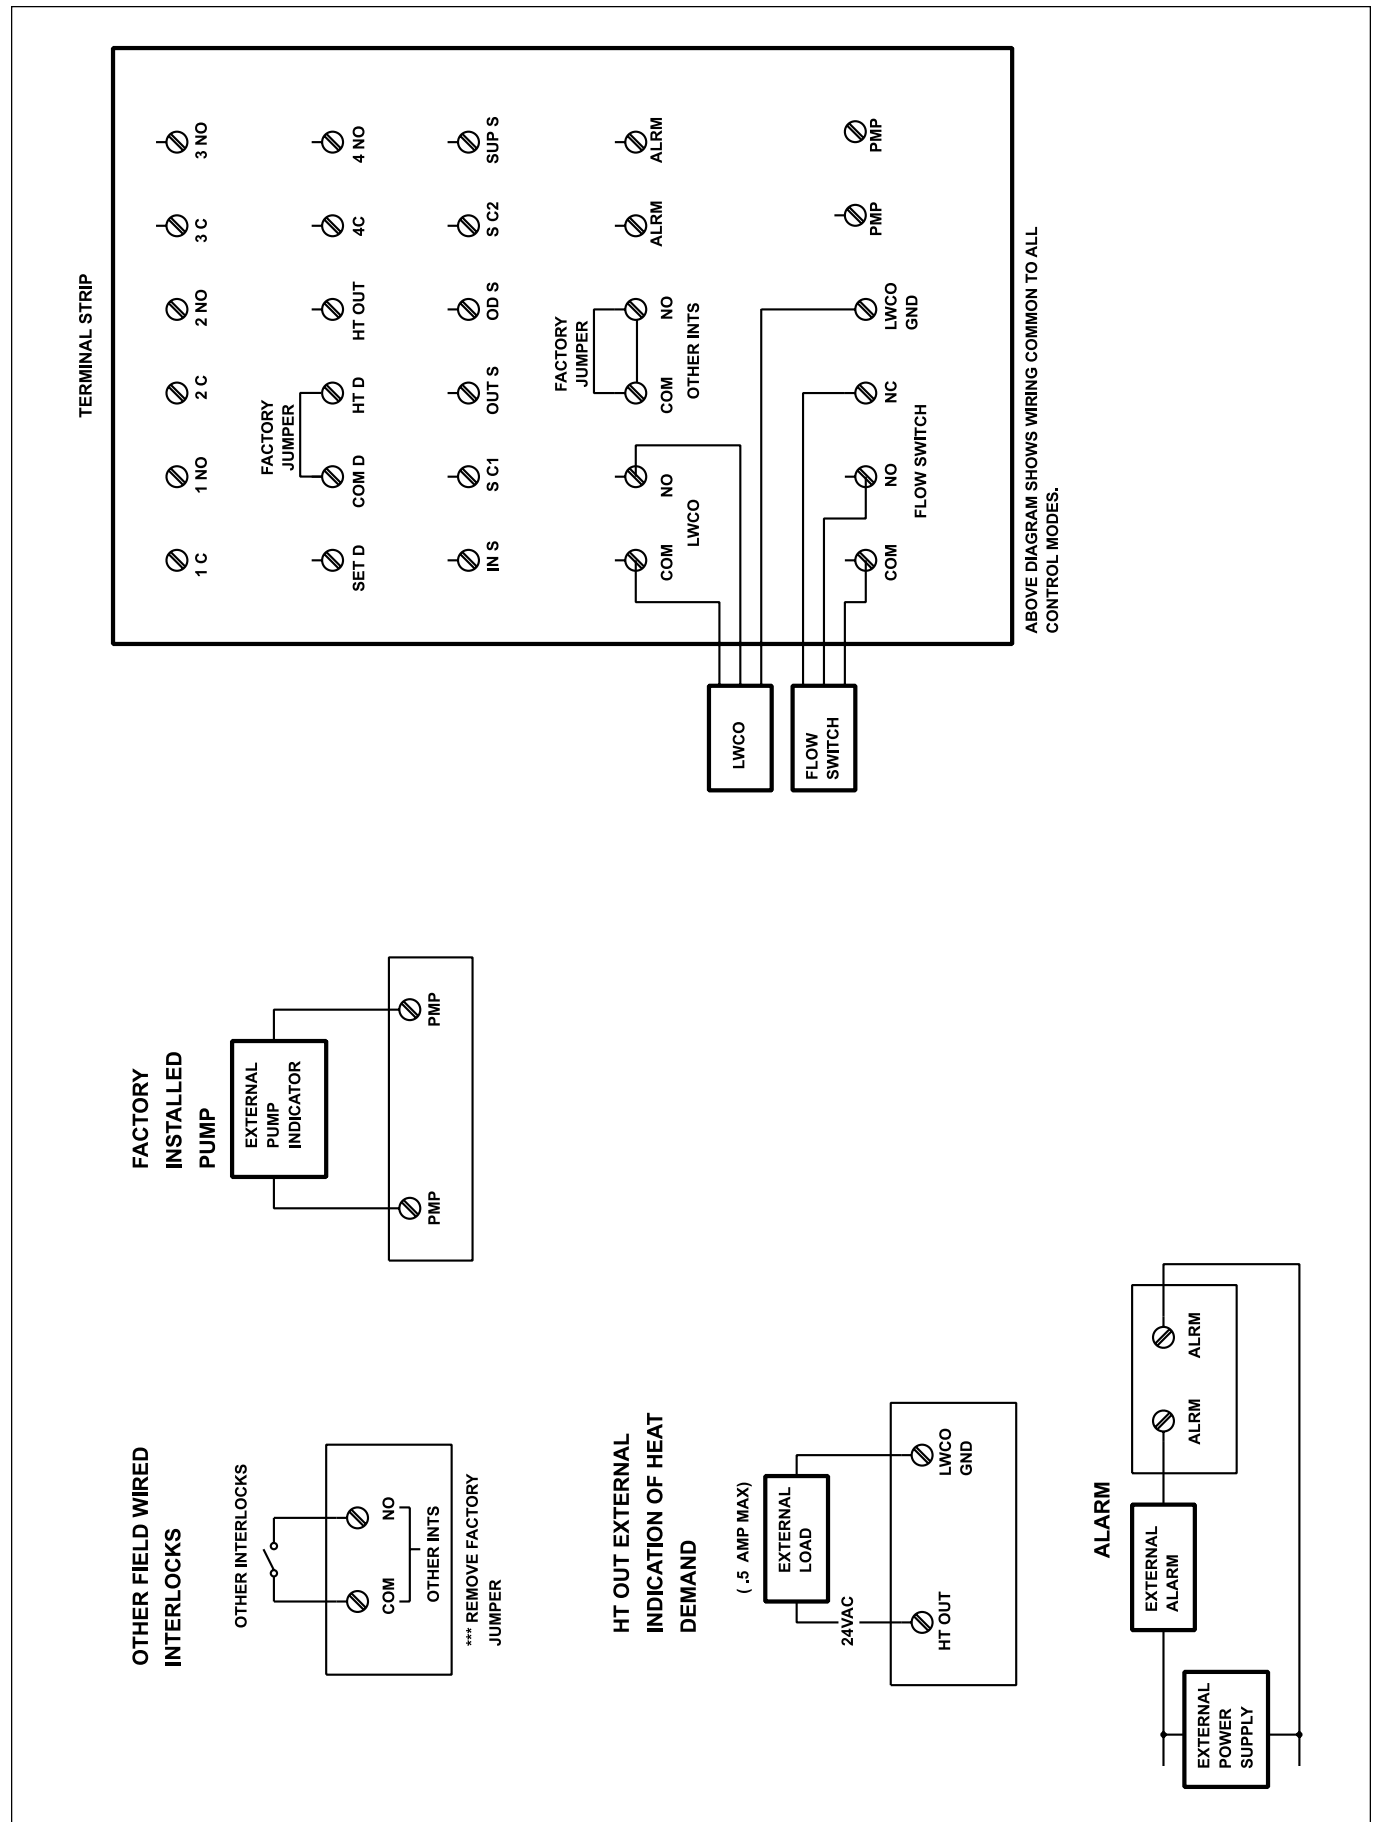 TERMINAL STRIP
1 C
1 NO
2 C
2 NO
3 C
3 NO
FACTORY
JUMPER
SET D
COM D
HT D
HT OUT
4C
4 NO
IN S
S C1
OUT S
OD S
S C2
SUP S
FACTORY
JUMPER
COM
NO
LWCO
COM
NO
OTHER INTS
ALRM
ALRM
COM
NO
NC
FLOW SWITCH
LWCO
GND
PMP
PMP
LWCO
FLOW
SWITCH
ABOVE DIAGRAM SHOWS WIRING COMMON TO ALL
CONTROL MODES.
OTHER FIELD WIRED
INTERLOCKS
OTHER INTERLOCKS
COM
NO
OTHER INTS
*** REMOVE FACTORY
JUMPER
FACTORY
INSTALLED
PUMP
EXTERNAL
PUMP
INDICATOR
PMP
PMP
HT OUT EXTERNAL
INDICATION OF HEAT
DEMAND
( .5 AMP MAX)
EXTERNAL
LOAD
24VAC
HT OUT
LWCO
GND
ALARM
EXTERNAL
ALARM
ALRM
ALRM
EXTERNAL
POWER
SUPPLY